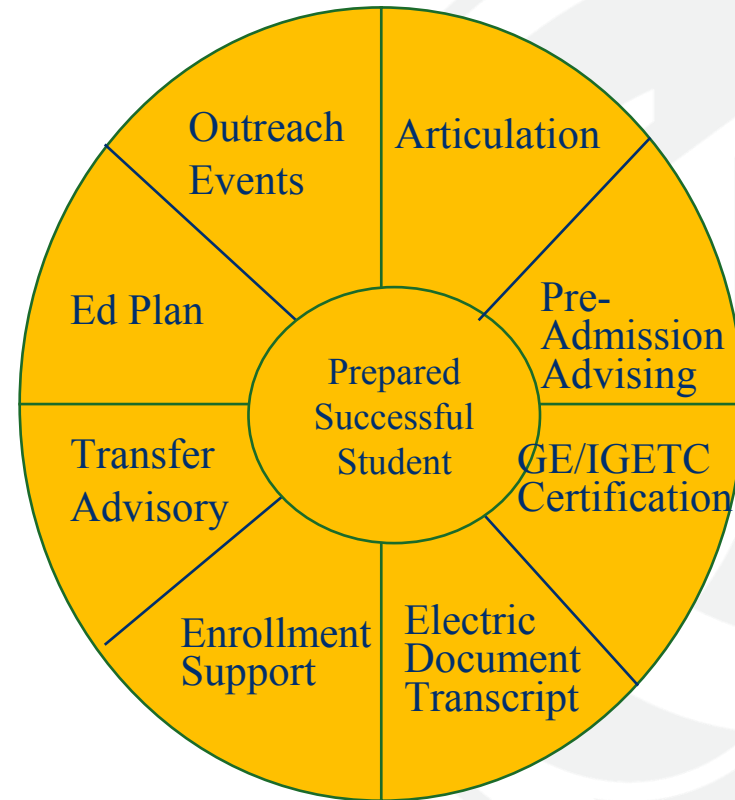 Outreach
Events
Articulation
Ed Plan
Pre-
Admission
Advising
Prepared
Successful
Student
Transfer
Advisory
GE/IGETC
Certification
Enrollment
Support
Electric
Document
Transcript